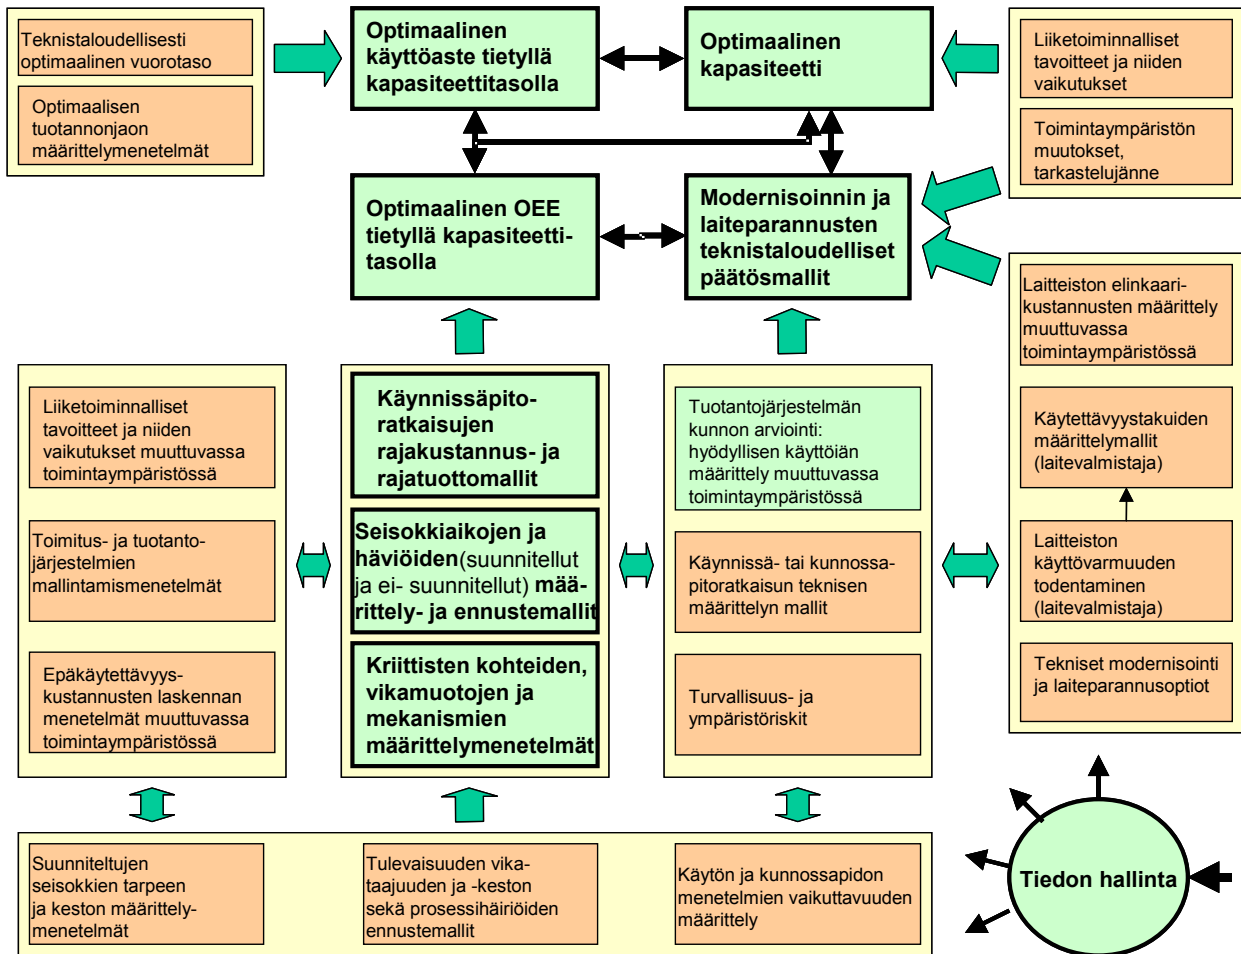 Teknistaloudellisesti
optimaalinen vuorotaso
Optimaalisen
tuotannonjaon
määrittelymenetelmät
Optimaalinen
käyttöaste tietyllä
kapasiteettitasolla
Optimaalinen
kapasiteetti
Liiketoiminnalliset
tavoitteet ja niiden
vaikutukset
Toimintaympäristön
muutokset,
tarkastelujänne
Optimaalinen OEE
tietyllä kapasiteetti-
tasolla
Modernisoinnin ja
laiteparannusten
teknistaloudelliset
päätösmallit
Laitteiston elinkaari-
kustannusten määrittely
muuttuvassa
toimintaympäristössä
Käytettävyystakuiden
määrittelymallit
(laitevalmistaja)
Laitteiston
käyttövarmuuden
todentaminen
(laitevalmistaja)
Tekniset modernisointi
ja laiteparannusoptiot
Liiketoiminnalliset
tavoitteet ja niiden
vaikutukset muuttuvassa
toimintaympäristössä
Toimitus- ja tuotanto-
järjestelmien
mallintamismenetelmät
Epäkäytettävyys-
kustannusten laskennan
menetelmät muuttuvassa
toimintaympäristössä
Käynnissäpito-
ratkaisujen
rajakustannus- ja
rajatuottomallit
Seisokkiaikojen ja
häviöiden(suunnitellut
ja ei- suunnitellut) mää-
rittely- ja ennustemallit
Kriittisten kohteiden,
vikamuotojen ja
mekanismien
määrittelymenetelmät
Tuotantojärjestelmän
kunnon arviointi:
hyödyllisen käyttöiän
määrittely muuttuvassa
toimintaympäristössä
Käynnissä- tai kunnossa-
pitoratkaisun teknisen
määrittelyn mallit
Turvallisuus- ja
ympäristöriskit
Suunniteltujen
seisokkien tarpeen
ja keston määrittely-
menetelmät
Tulevaisuuden vika-
taajuuden ja -keston
sekä prosessihäiriöiden
ennustemallit
Käytön ja kunnossapidon
menetelmien vaikuttavuuden
määrittely
Tiedon hallinta